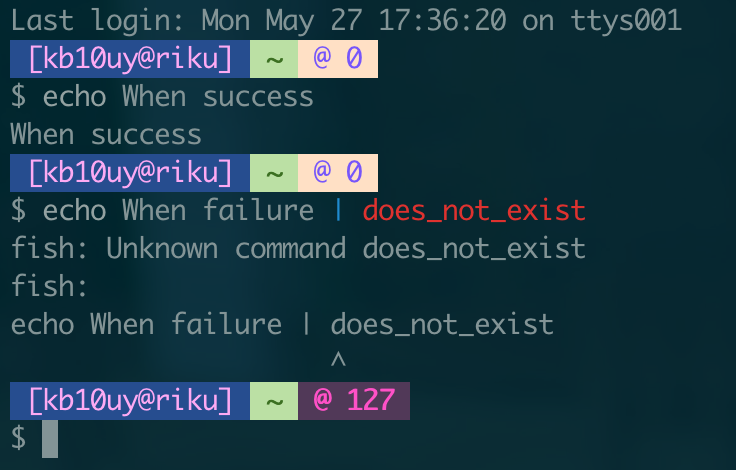 Last login: Mon May 27 17:36:20 on ttys001
[kb10uy@riku] ~ @ 0
$ echo When success
When success
[kb10uy@riku] ~ @ 0
$ echo When failure | does_not_exist
fish: Unknown command does_not_exist
fish:
echo When failure | does_not_exist
^
[kb10uy@riku] ~ @ 127
$